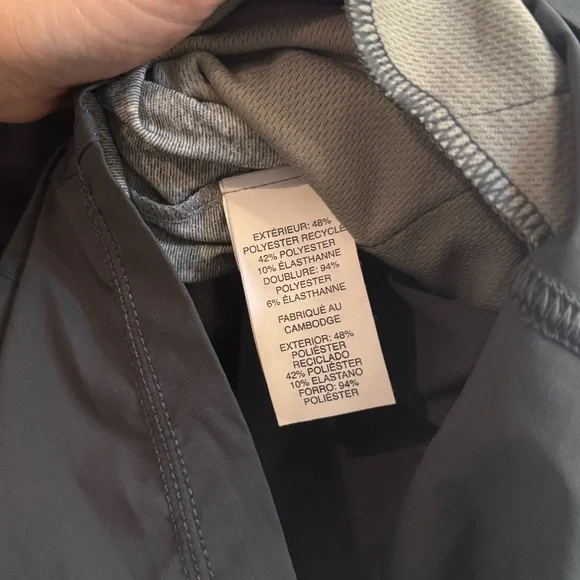 EXTÉRIEUR: 48%
POLYESTER RECYCLE
42% POLYESTER
10% ÉLASTHANNE
DOUBLURE: 94%
POLYESTER
6% ÉLASTHANNE
FABRIQUÉ AU
CAMBODGE
EXTERIOR: 48%
POLIÉSTER
RECICLADO
42% POLIÉSTER
10% ELASTANO
FORRO: 94%
POLIÉSTER